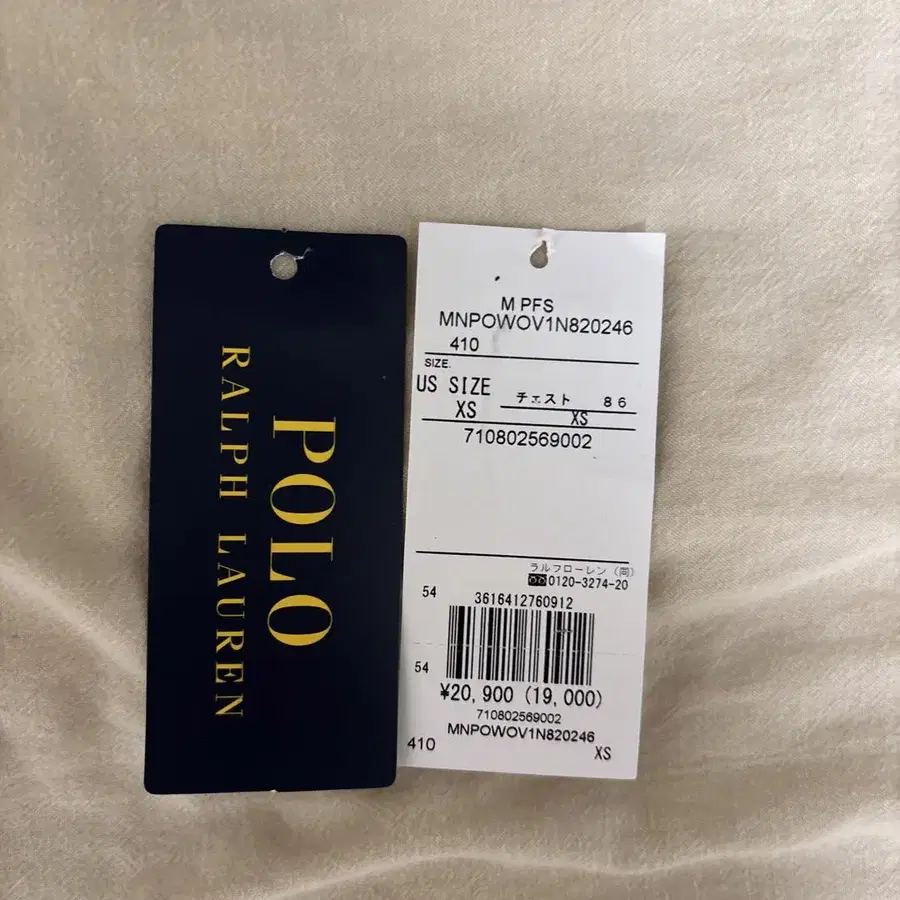 POLO
RALPH LAUREN
M PFS
MNPOWOV1N820246
410
SIZE.
US SIZE
XS
チェスト 86
XS
710802569002
ラルフローレン (同)
0120-3274-20
54
3616412760912
54
¥20,900 (19,000)
710802569002
MNPOWOV1N820246
410
XS